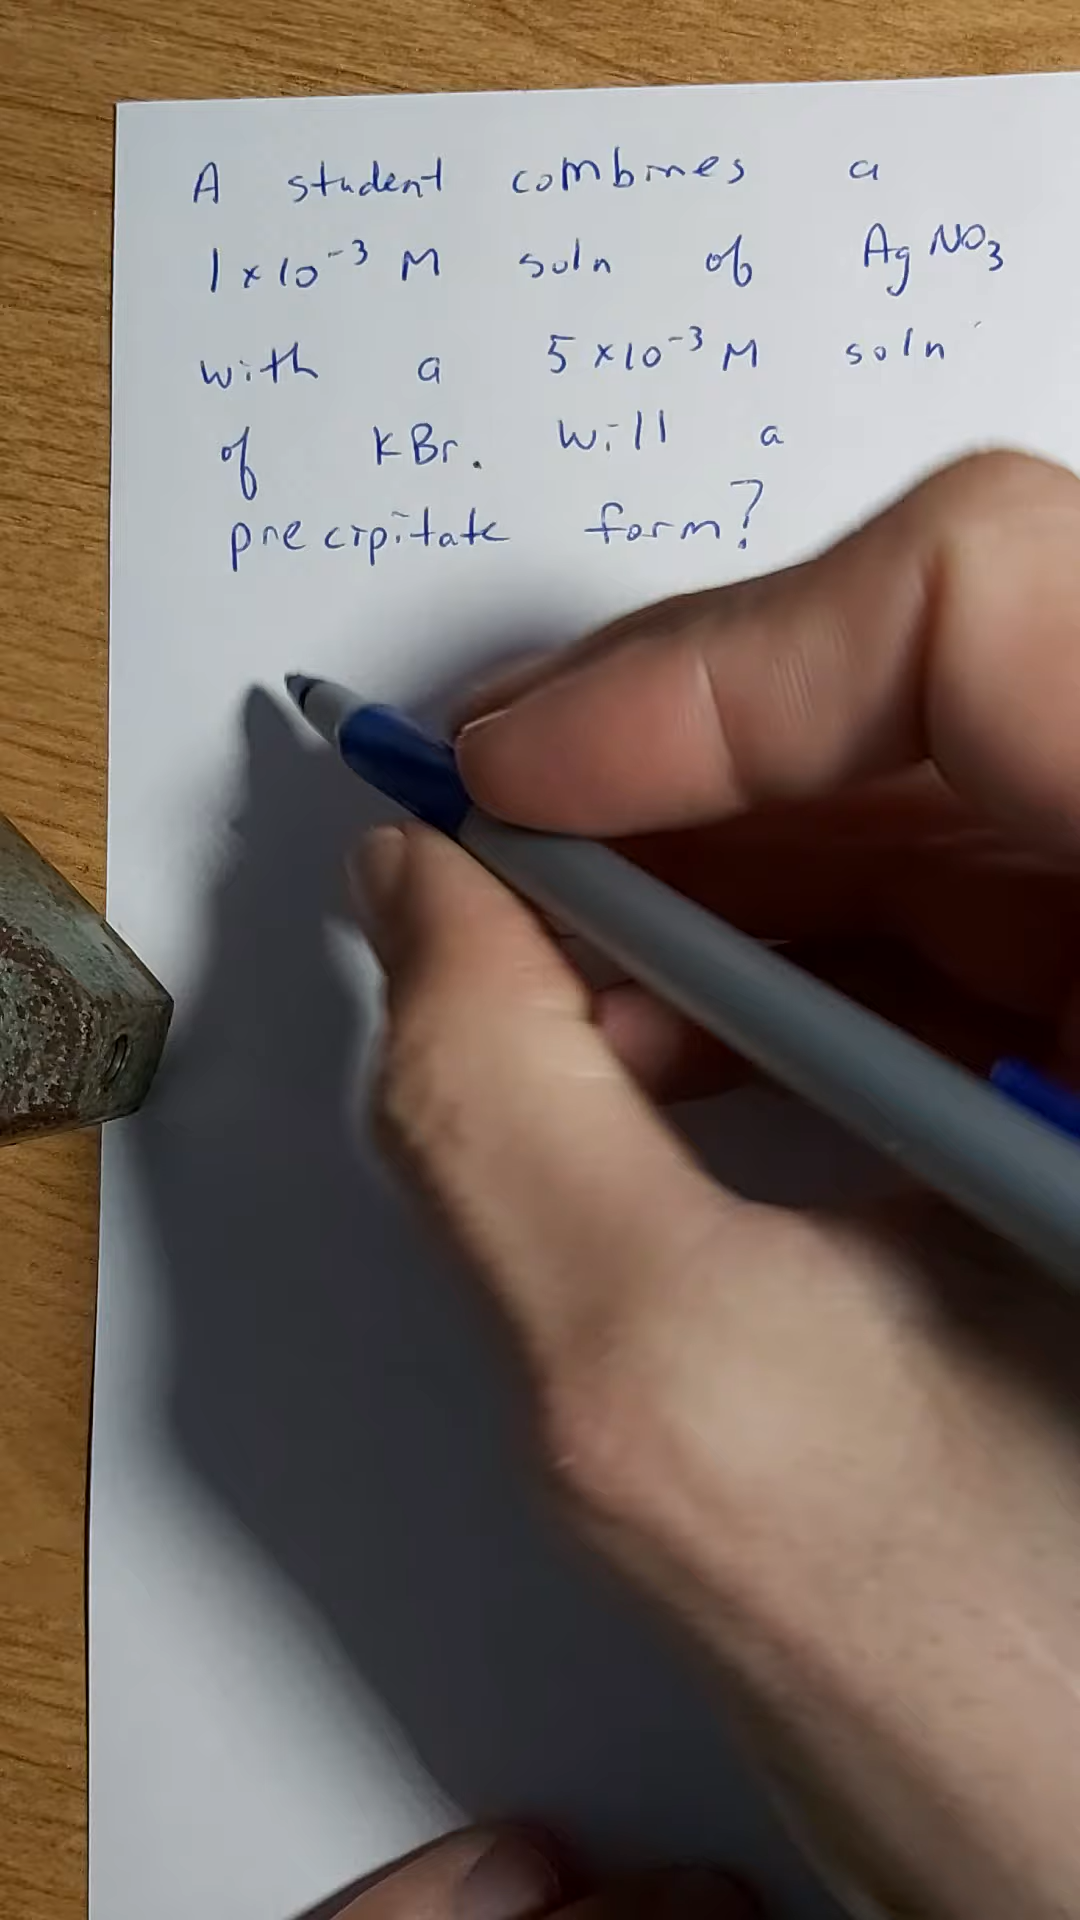 A student combines a
1 x 10⁻³ M soln of AgNO₃
with a 5 x 10⁻³ M soln
of KBr. Will a
precipitate form?